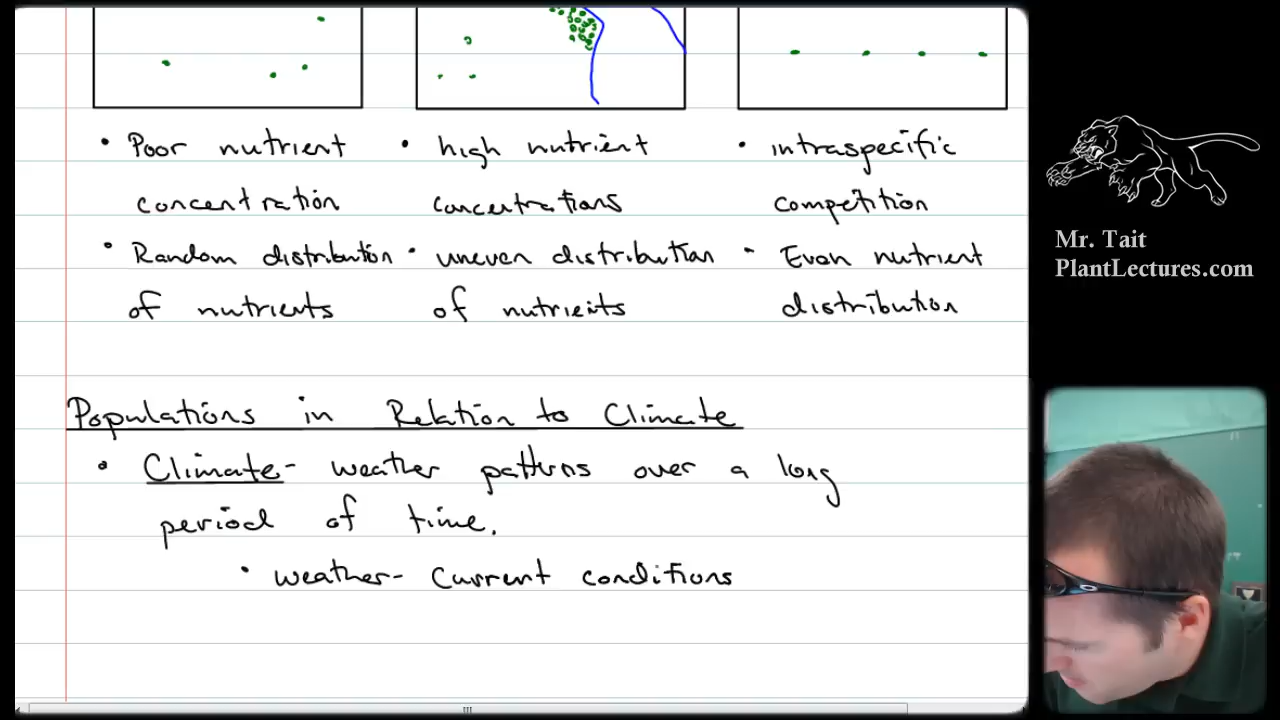 • Poor nutrient
concentration
• Random distribution
of nutrients
• high nutrient
concentrations
• uneven distribution
of nutrients
• intraspecific
competition
• Even nutrient
distribution
Populations in Relation to Climate
• Climate- weather patterns over a long
period of time.
• weather- current conditions
Mr. Tait
PlantLectures.com